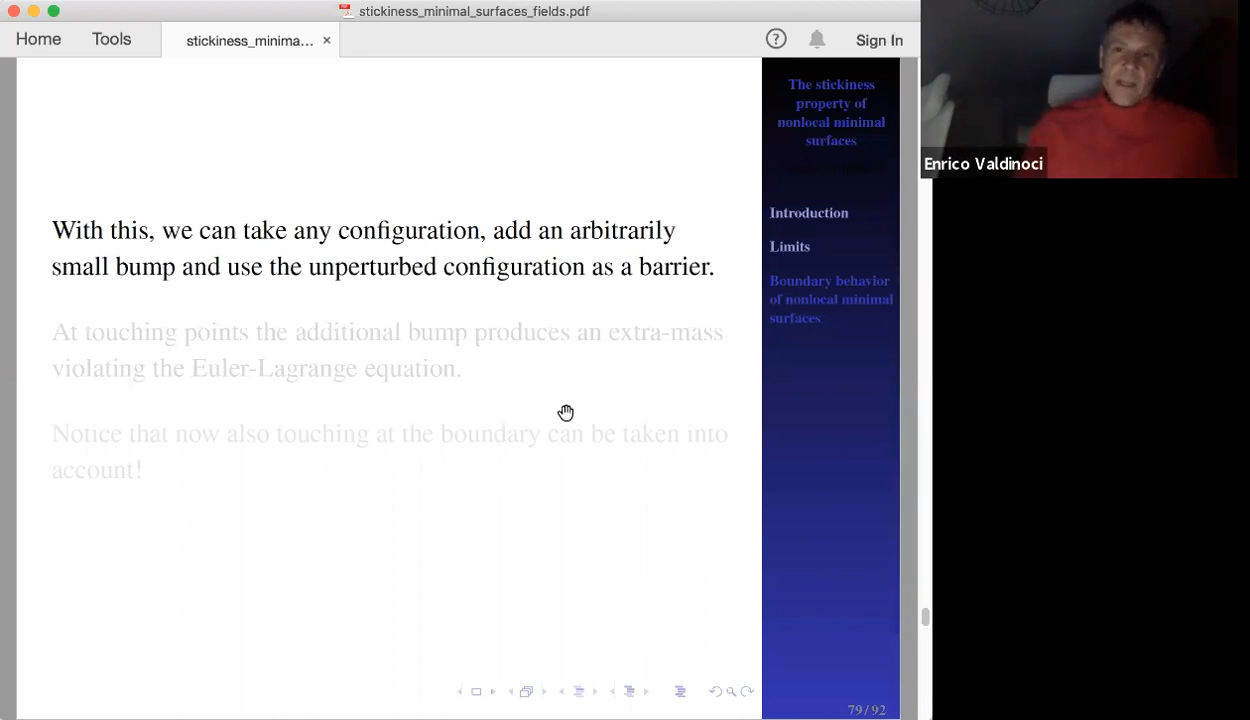 stickiness_minimal_surfaces_fields.pdf
Home
Tools
stickiness_minima...
Sign In
The stickiness
property of
nonlocal minimal
surfaces
Introduction
Limits
Boundary behavior
of nonlocal minimal
surfaces
With this, we can take any configuration, add an arbitrarily
small bump and use the unperturbed configuration as a barrier.
At touching points the additional bump produces an extra-mass
violating the Euler-Lagrange equation.
Notice that now also touching at the boundary can be taken into
account!
79 / 92
Enrico Valdinoci